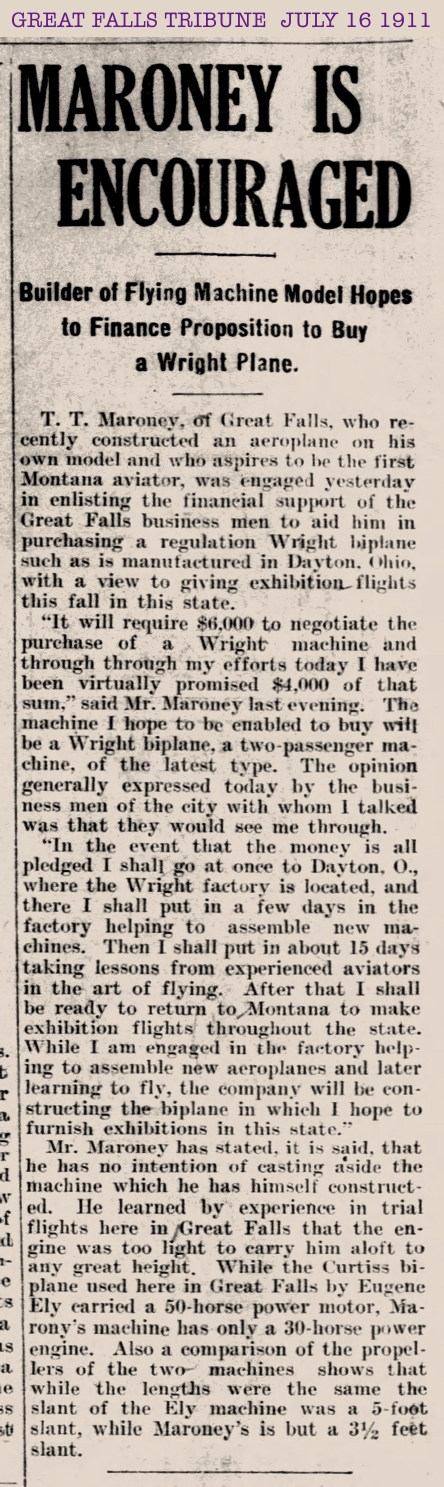 GREAT FALLS TRIBUNE JULY 16 1911
MARONEY IS
ENCOURAGED
Builder of Flying Machine Model Hopes
to Finance Proposition to Buy
a Wright Plane.
T. T. Maroney, of Great Falls, who re-
cently constructed an aeroplane on his
own model and who aspires to be the first
Montana aviator, was engaged yesterday
in enlisting the financial support of the
Great Falls business men to aid him in
purchasing a regulation Wright biplane
such as is manufactured in Dayton, Ohio,
with a view to giving exhibition flights
this fall in this state.
"It will require $6,000 to negotiate the
purchase of a Wright machine and
through through my efforts today I have
been virtually promised $4,000 of that
sum," said Mr. Maroney last evening. The
machine I hope to be enabled to buy will
be a Wright biplane, a two-passenger ma-
chine, of the latest type. The opinion
generally expressed today by the busi-
ness men of the city with whom I talked
was that they would see me through.
"In the event that the money is all
pledged I shall go at once to Dayton, O.,
where the Wright factory is located, and
there I shall put in a few days in the
factory helping to assemble new ma-
chines. Then I shall put in about 15 days
taking lessons from experienced aviators
in the art of flying. After that I shall
be ready to return to Montana to make
exhibition flights throughout the state.
While I am engaged in the factory help-
ing to assemble new aeroplanes and later
learning to fly, the company will be con-
structing the biplane in which I hope to
furnish exhibitions in this state."
Mr. Maroney has stated, it is said, that
he has no intention of casting aside the
machine which he has himself construct-
ed. He learned by experience in trial
flights here in Great Falls that the en-
gine was too light to carry him aloft to
any great height. While the Curtiss bi-
plane used here in Great Falls by Eugene
Ely carried a 50-horse power motor, Ma-
rony's machine has only a 30-horse power
engine. Also a comparison of the propel-
lers of the two machines shows that
while the lengths were the same the
slant of the Ely machine was a 5-foot
slant, while Maroney's is but a 3½ feet
slant.